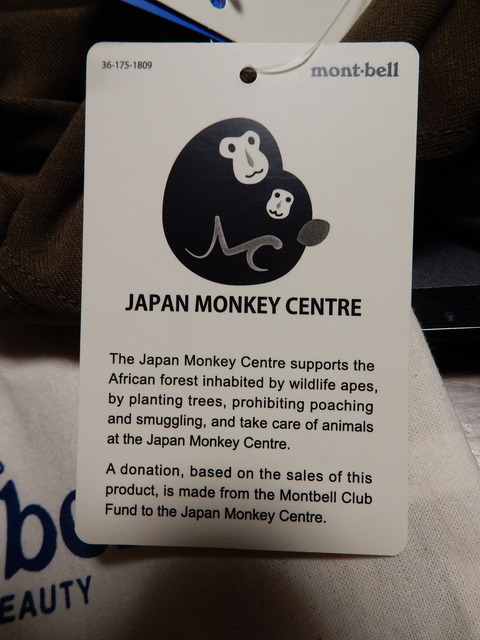 36-175-1809
mont·bell
JAPAN MONKEY CENTRE
The Japan Monkey Centre supports the
African forest inhabited by wildlife apes,
by planting trees, prohibiting poaching
and smuggling, and take care of animals
at the Japan Monkey Centre.
A donation, based on the sales of this
product, is made from the Montbell Club
Fund to the Japan Monkey Centre.